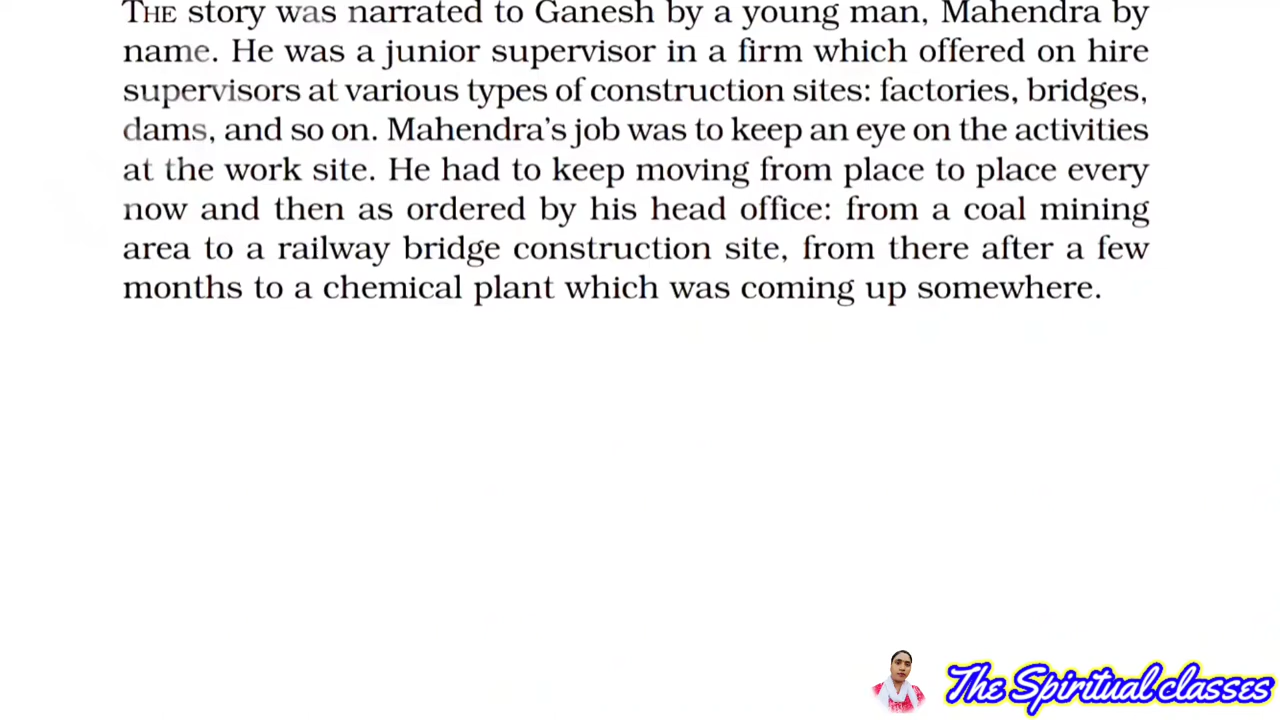 THE story was narrated to Ganesh by a young man, Mahendra by
name. He was a junior supervisor in a firm which offered on hire
supervisors at various types of construction sites: factories, bridges,
dams, and so on. Mahendra's job was to keep an eye on the activities
at the work site. He had to keep moving from place to place every
now and then as ordered by his head office: from a coal mining
area to a railway bridge construction site, from there after a few
months to a chemical plant which was coming up somewhere.
The Spiritual classes